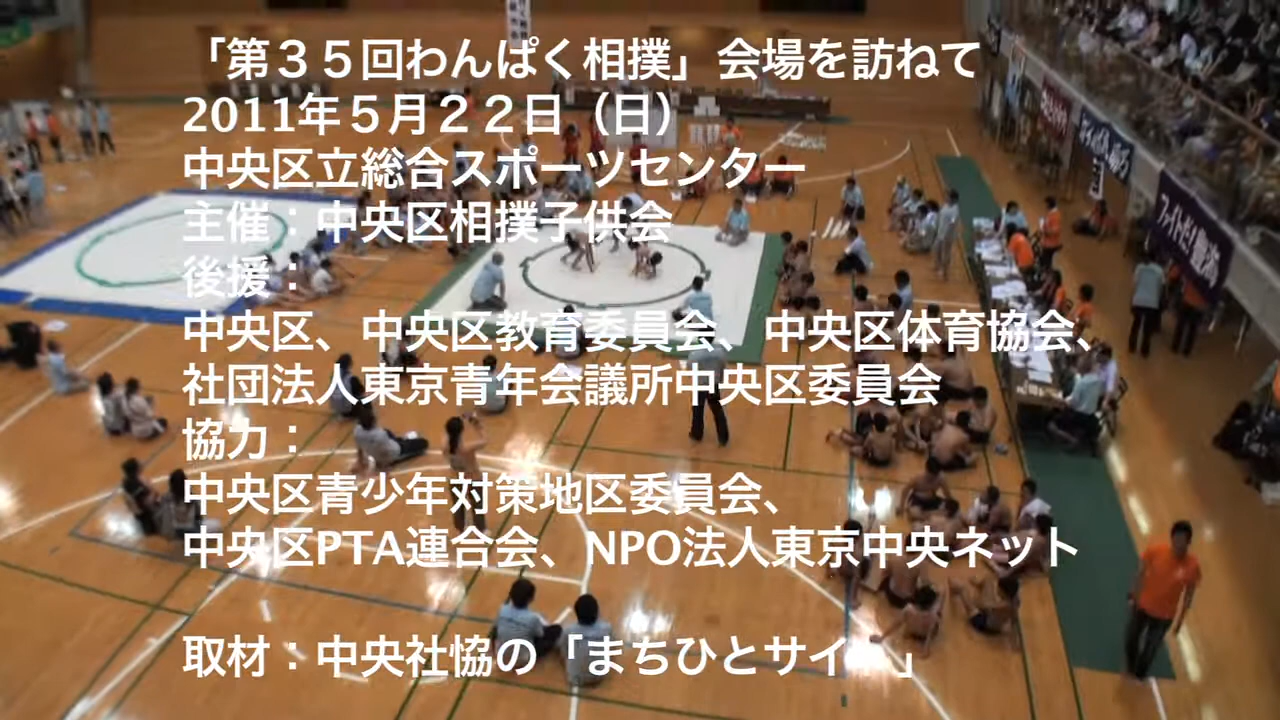 「第３５回わんぱく相撲」会場を訪ねて
2011年５月２２日（日）
中央区立総合スポーツセンター
主催：中央区相撲子供会
後援：
中央区、中央区教育委員会、中央区体育協会、
社団法人東京青年会議所中央区委員会
協力：
中央区青少年対策地区委員会、
中央区PTA連合会、NPO法人東京中央ネット
取材：中央社協の「まちひとサイ